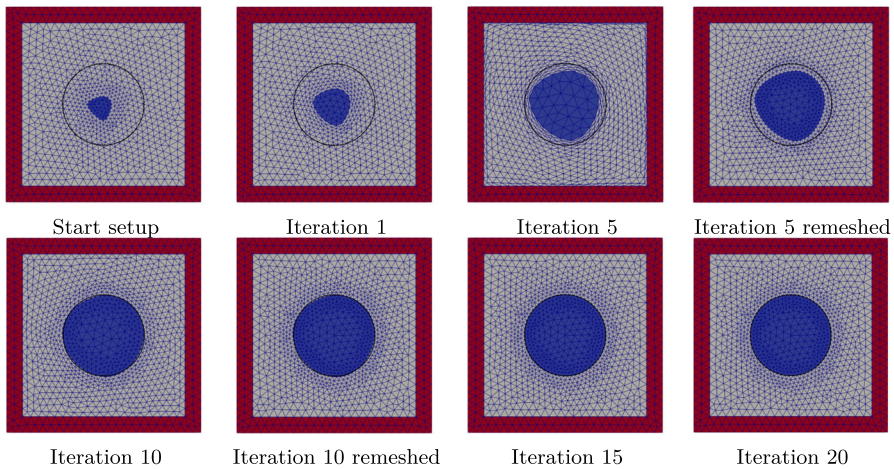 Start setup
Iteration 1
Iteration 5
Iteration 5 remeshed
Iteration 10
Iteration 10 remeshed
Iteration 15
Iteration 20